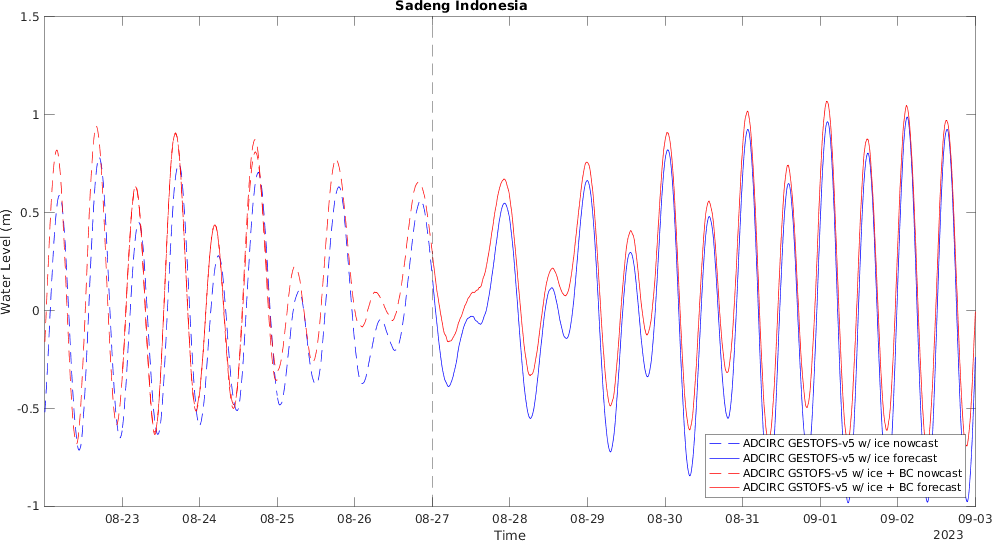 Sadeng Indonesia
1.5
1
0.5
0
-0.5
-1
Water Level (m)
ADCIRC GESTOFS-v5 w/ ice nowcast
ADCIRC GESTOFS-v5 w/ ice forecast
ADCIRC GSTOFS-v5 w/ ice + BC nowcast
ADCIRC GSTOFS-v5 w/ ice + BC forecast
08-23 08-24 08-25 08-26 08-27 08-28 08-29 08-30 08-31 09-01 09-02 09-03
Time
2023